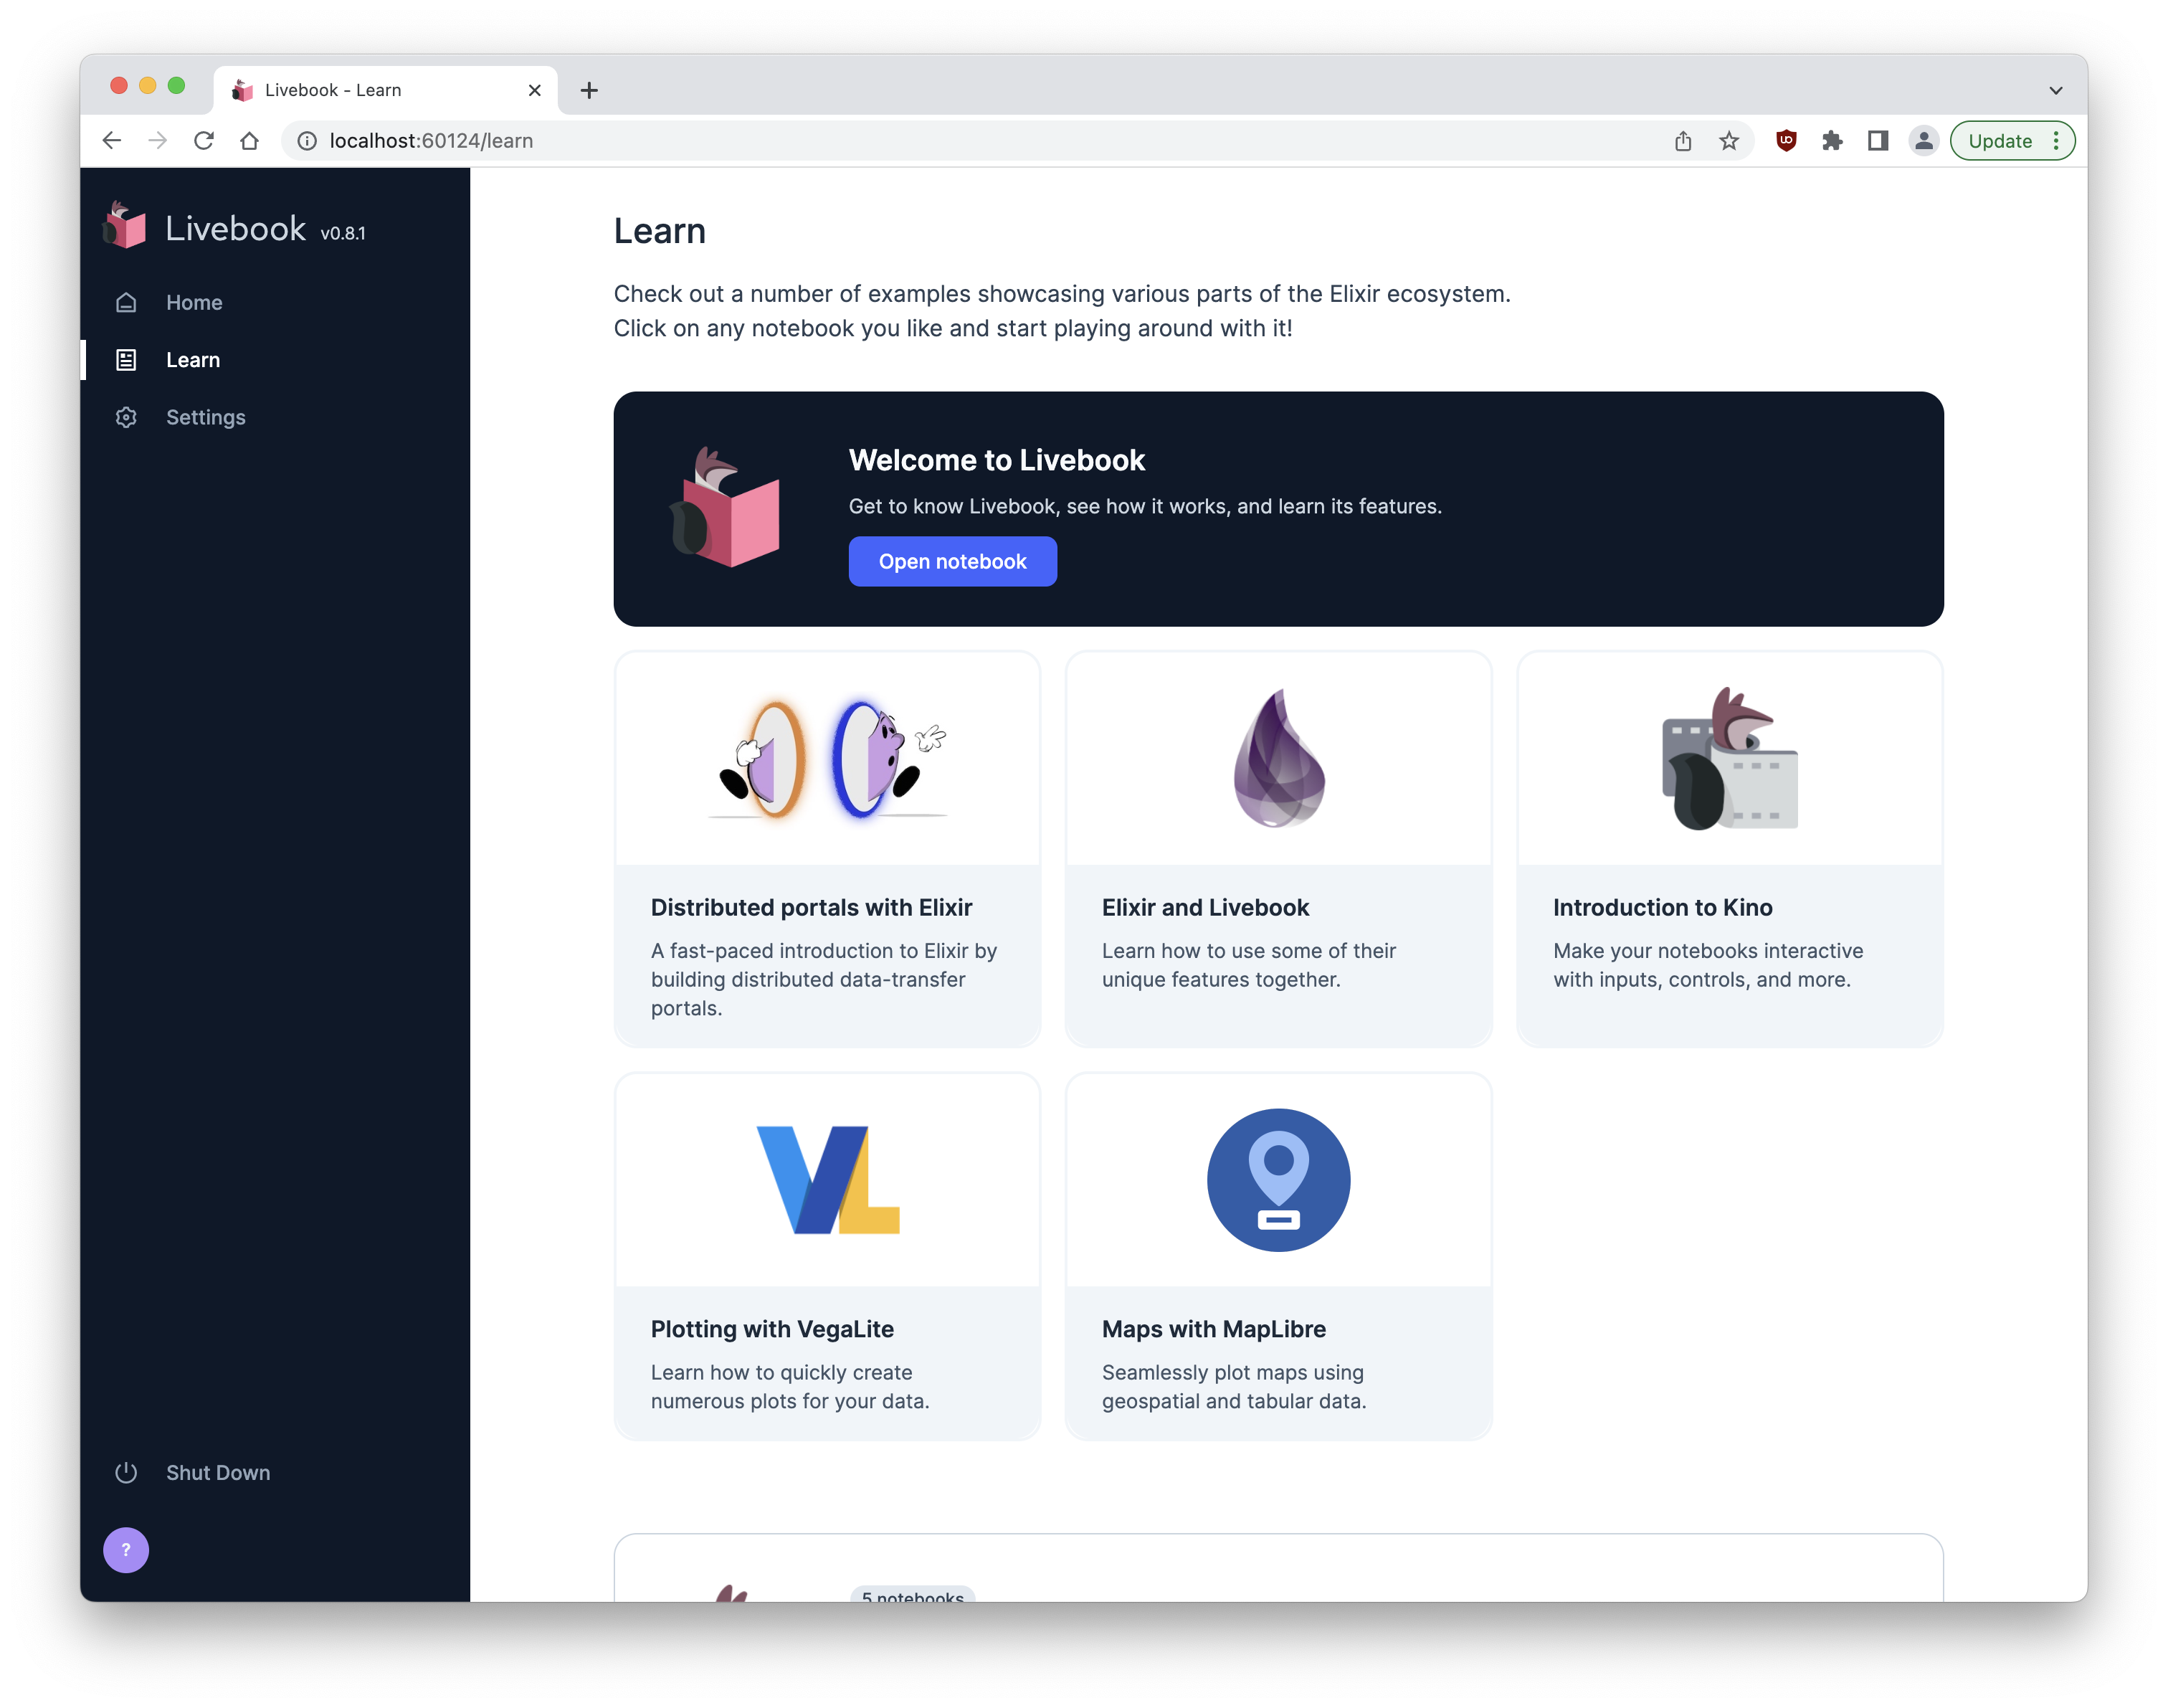 Livebook - Learn
localhost:60124/learn
Update
Livebook v0.8.1
Home
Learn
Settings
Shut Down
?
Learn
Check out a number of examples showcasing various parts of the Elixir ecosystem.
Click on any notebook you like and start playing around with it!
Welcome to Livebook
Get to know Livebook, see how it works, and learn its features.
Open notebook
Distributed portals with Elixir
A fast-paced introduction to Elixir by
building distributed data-transfer
portals.
Elixir and Livebook
Learn how to use some of their
unique features together.
Introduction to Kino
Make your notebooks interactive
with inputs, controls, and more.
VL
Plotting with VegaLite
Learn how to quickly create
numerous plots for your data.
Maps with MapLibre
Seamlessly plot maps using
geospatial and tabular data.
5 notebooks